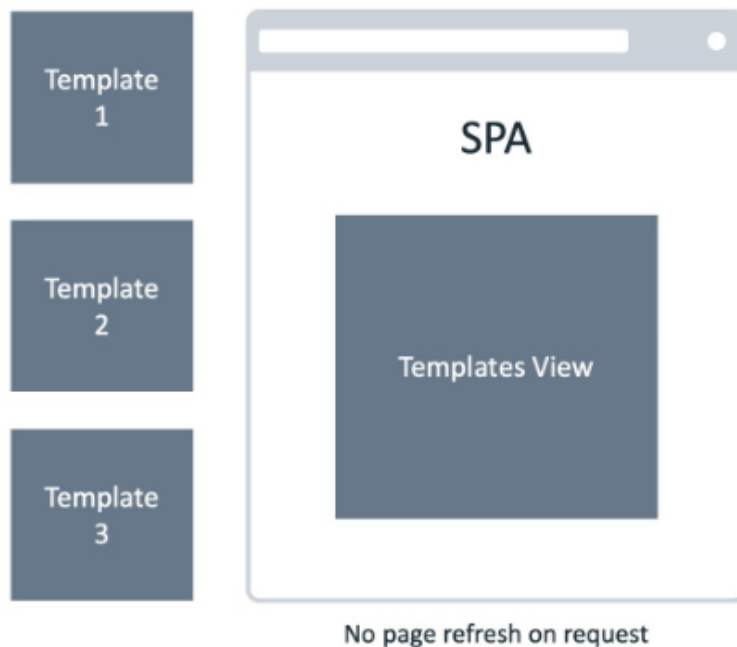 Template
1
SPA
Template
2
Templates View
Template
3
No page refresh on request